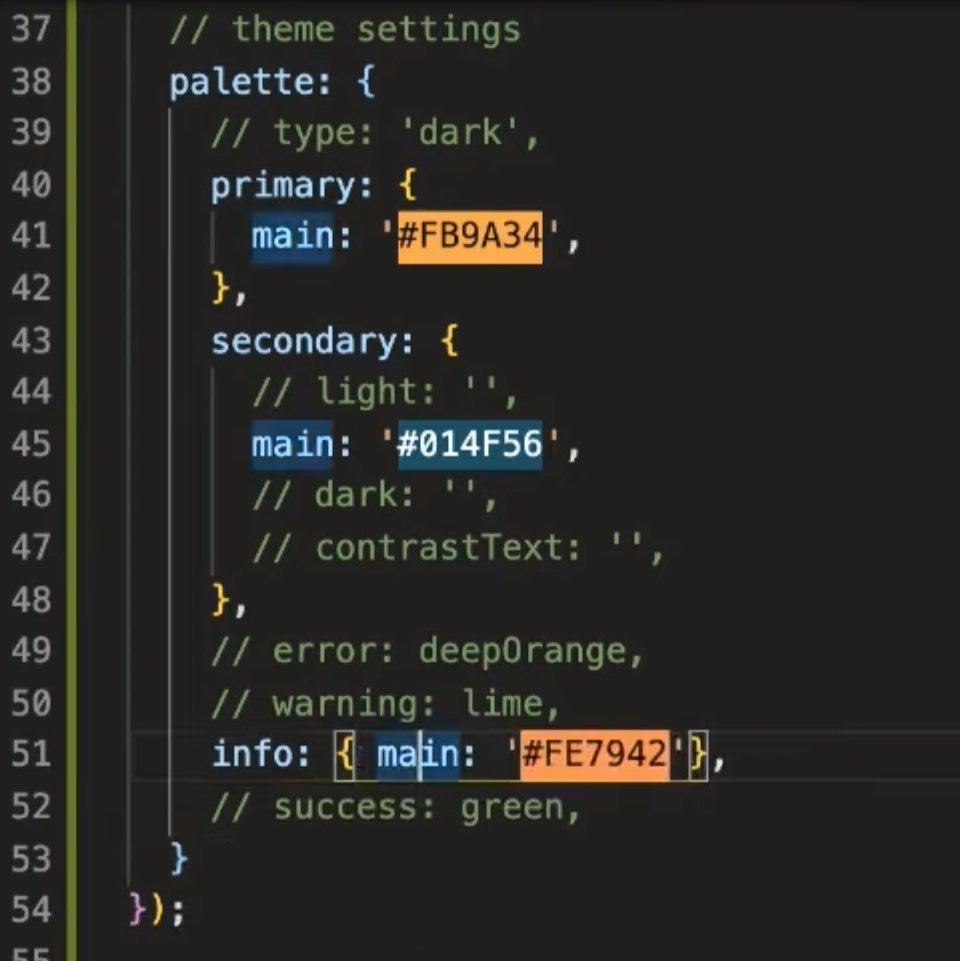 37 // theme settings
38 palette: {
39 // type: 'dark',
40 primary: {
41 main: '#FB9A34',
42 },
43 secondary: {
44 // light: '',
45 main: '#014F56',
46 // dark: '',
47 // contrastText: '',
48 },
49 // error: deepOrange,
50 // warning: lime,
51 info: { main: '#FE7942'},
52 // success: green,
53 }
54 });
55